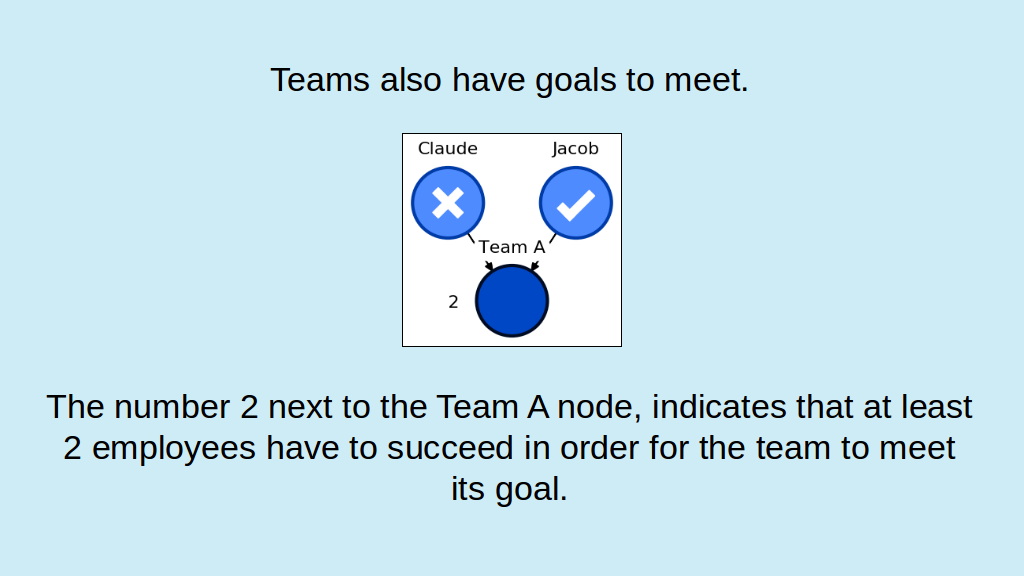 Teams also have goals to meet.
Claude Jacob
Team A
2
The number 2 next to the Team A node, indicates that at least
2 employees have to succeed in order for the team to meet
its goal.